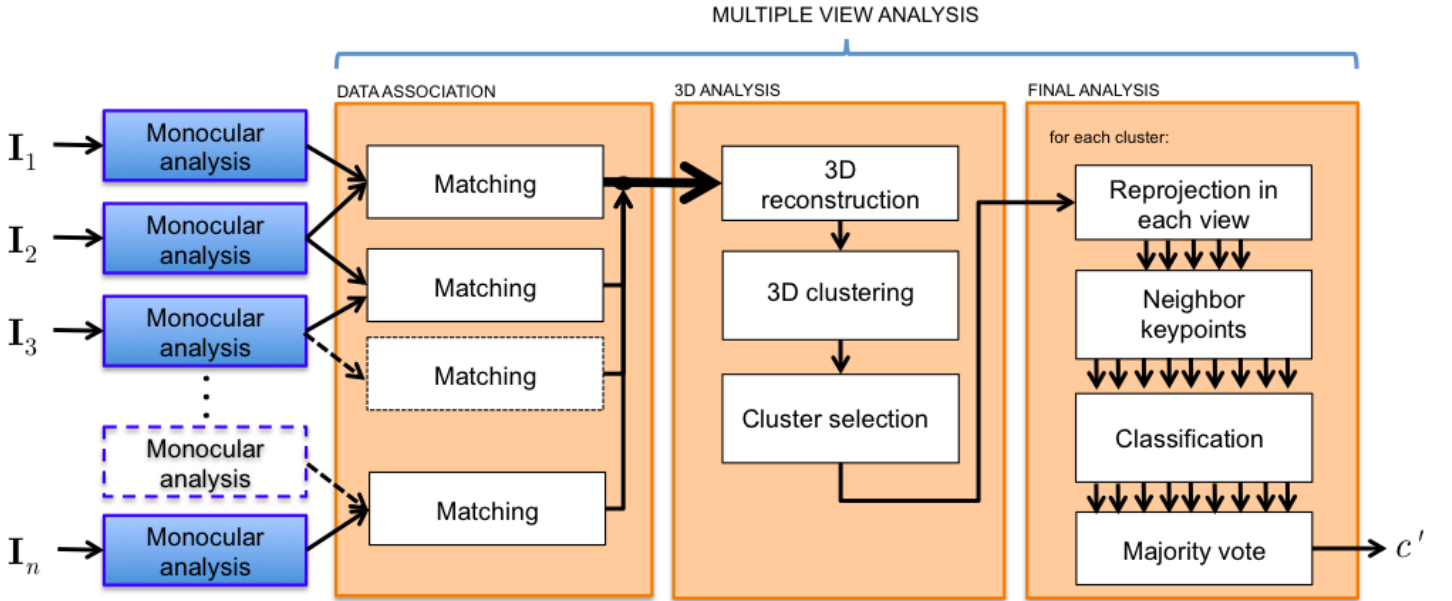 MULTIPLE VIEW ANALYSIS
DATA ASSOCIATION
3D ANALYSIS
FINAL ANALYSIS
I1
Monocular
analysis
I2
Monocular
analysis
I3
Monocular
analysis
Monocular
analysis
In
Monocular
analysis
Matching
Matching
Matching
Matching
3D
reconstruction
3D clustering
Cluster selection
for each cluster:
Reprojection in
each view
Neighbor
keypoints
Classification
Majority vote
c'